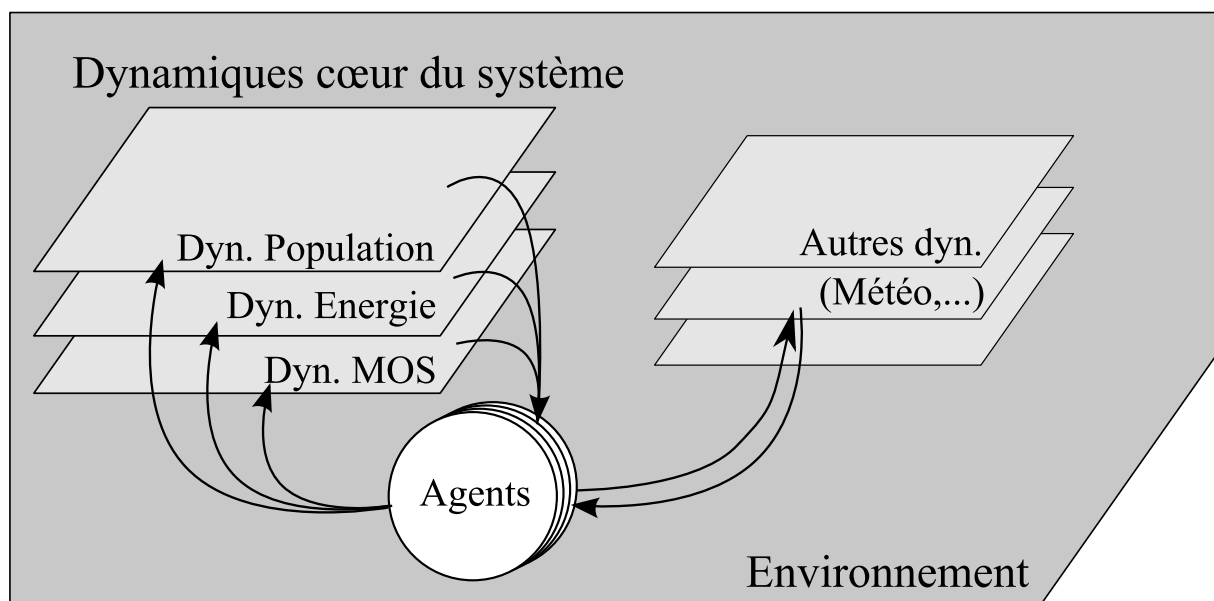 Dynamiques cœur du système
Dyn. Population
Dyn. Energie
Dyn. MOS
Autres dyn.
(Météo,...)
Agents
Environnement